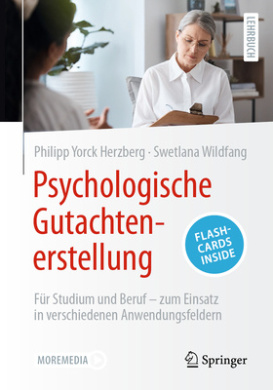 LEHRBUCH
Philipp Yorck Herzberg · Swetlana Wildfang
Psychologische
Gutachten-
erstellung
FLASH-
CARDS
INSIDE
Für Studium und Beruf – zum Einsatz
in verschiedenen Anwendungsfeldern
MOREMEDIA
Springer